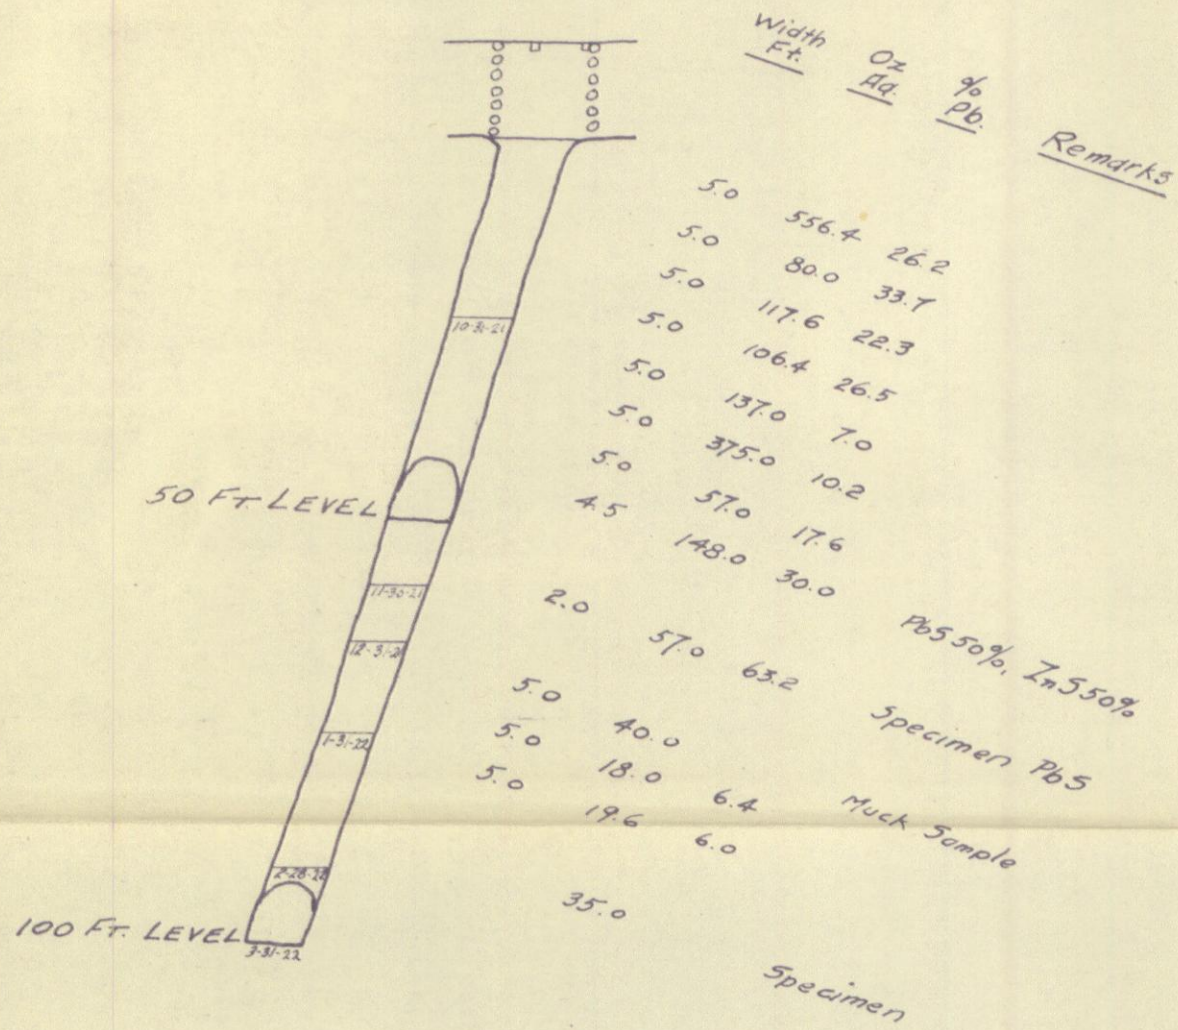 Width Ft. Oz Ag. % Pb. Remarks
5.0 556.4 26.2
5.0 80.0 33.7
5.0 117.6 22.3
5.0 106.4 26.5
5.0 137.0 7.0
5.0 375.0 10.2
5.0 57.0 17.6
4.5 148.0 30.0 PbS 50%, ZnS 50%
2.0 57.0 63.2 Specimen PbS
5.0 40.0 Muck Sample
5.0 18.0 6.4
5.0 19.6 6.0
35.0 Specimen
10-31-21
50 FT. LEVEL
11-30-21
12-31-21
1-31-22
2-28-22
100 FT. LEVEL
3-31-22